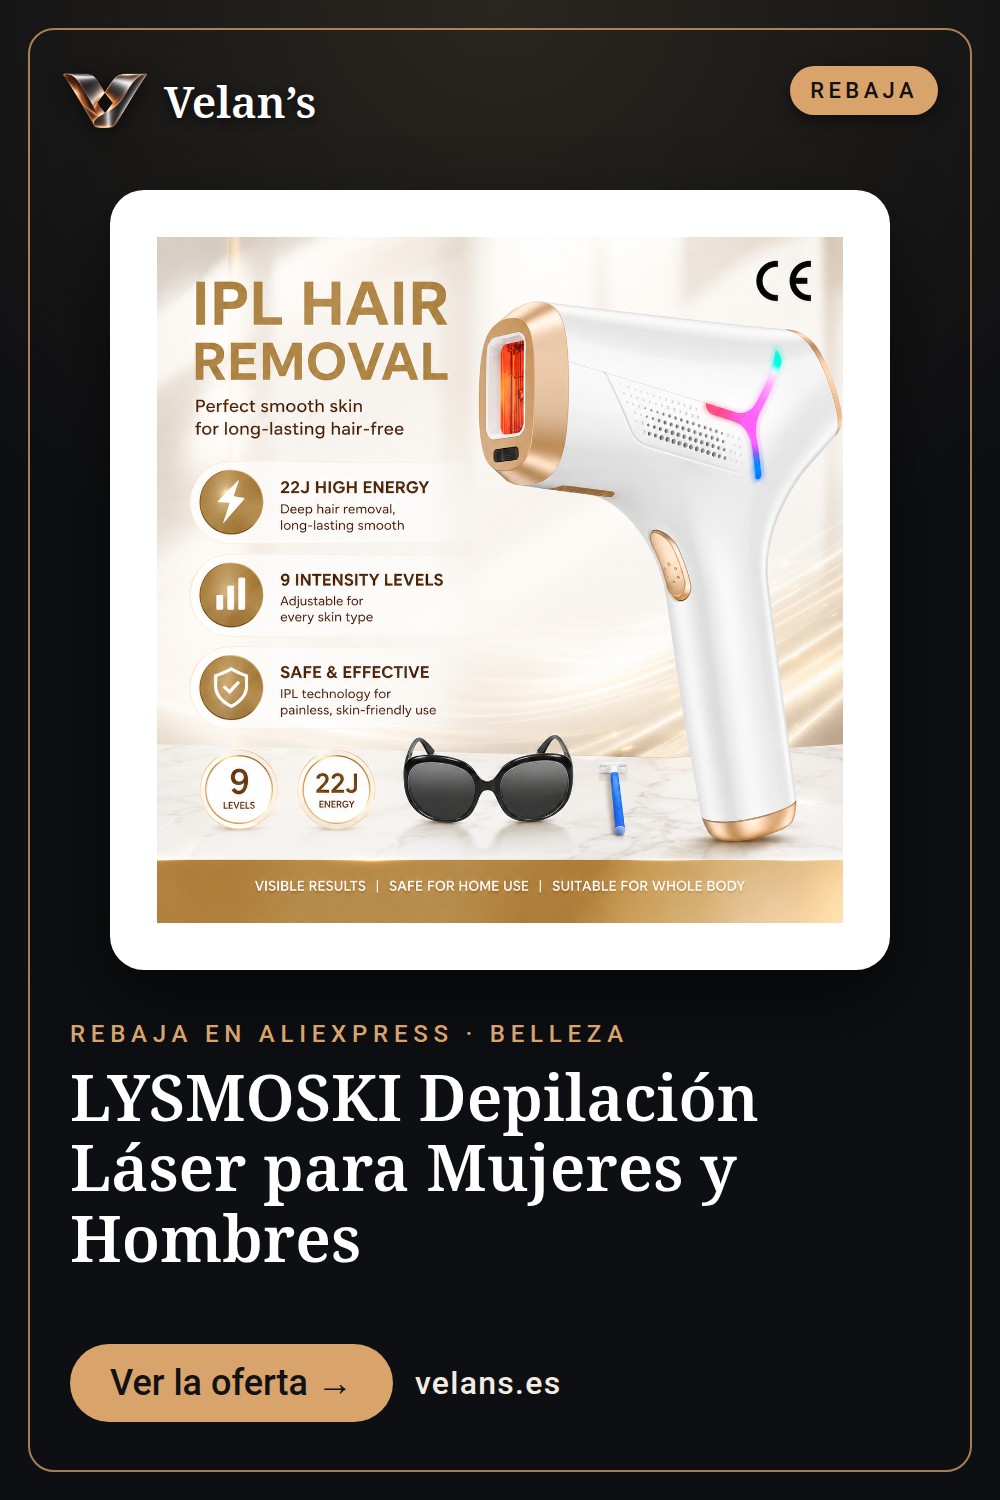 Velan’s
REBAJA
CE
IPL HAIR
REMOVAL
Perfect smooth skin
for long-lasting hair-free
22J HIGH ENERGY
Deep hair removal,
long-lasting smooth
9 INTENSITY LEVELS
Adjustable for
every skin type
SAFE & EFFECTIVE
IPL technology for
painless, skin-friendly use
9
LEVELS
22J
ENERGY
VISIBLE RESULTS | SAFE FOR HOME USE | SUITABLE FOR WHOLE BODY
REBAJA EN ALIEXPRESS · BELLEZA
LYSMOSKI Depilación
Láser para Mujeres y
Hombres
Ver la oferta →
velans.es